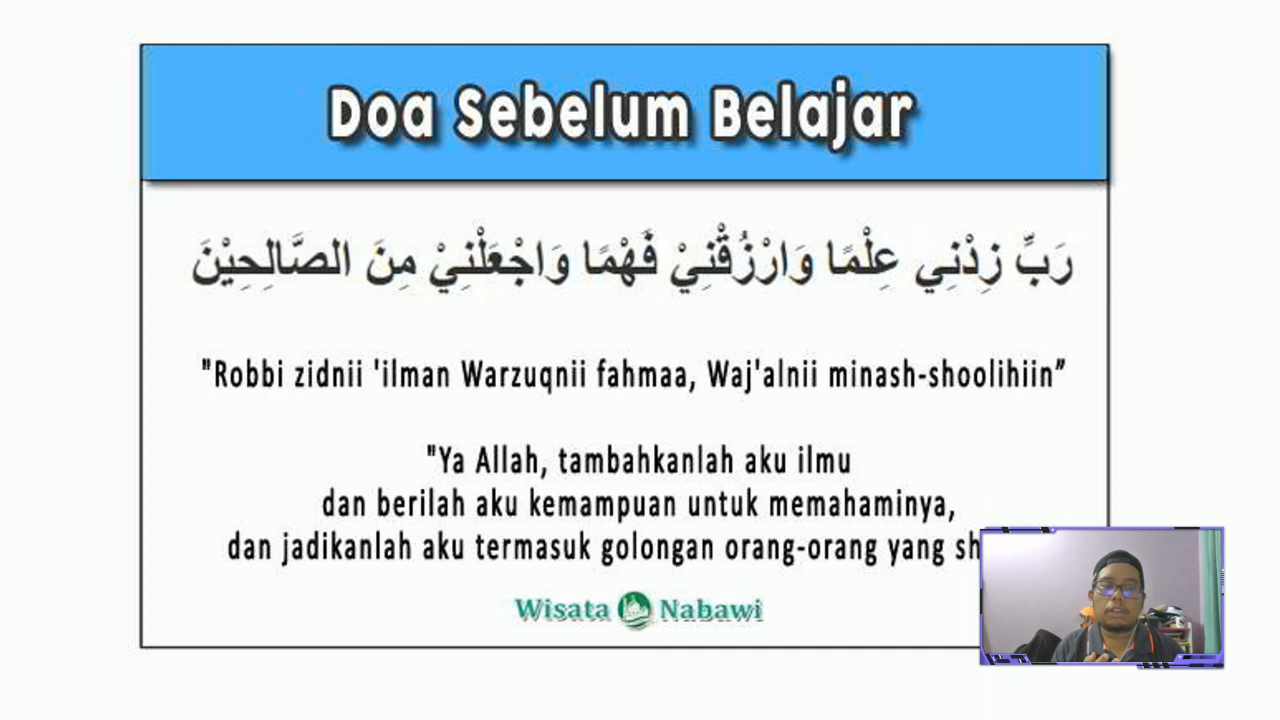 Doa Sebelum Belajar
رَبِّ زِدْنِي عِلْمًا وَارْزُقْنِيْ فَهْمًا وَاجْعَلْنِيْ مِنَ الصَّالِحِيْنَ
"Robbi zidnii 'ilman Warzuqnii fahmaa, Waj'alnii minash-shoolihiin”
"Ya Allah, tambahkanlah aku ilmu
dan berilah aku kemampuan untuk memahaminya,
dan jadikanlah aku termasuk golongan orang-orang yang
Wisata Nabawi